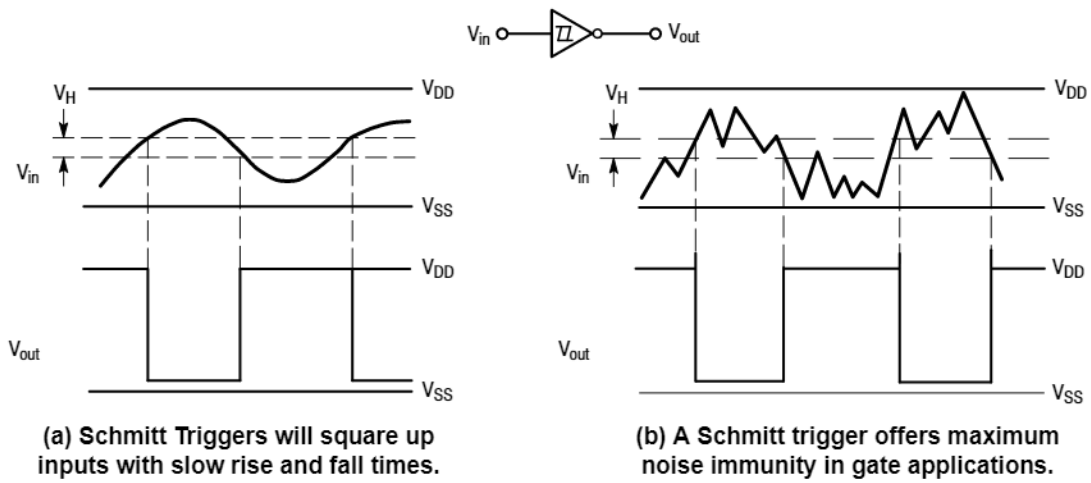 Vin Vout
VH VDD
Vin
VSS
VDD
Vout
VSS
(a) Schmitt Triggers will square up
inputs with slow rise and fall times.
VH VDD
Vin
VSS
VDD
Vout
VSS
(b) A Schmitt trigger offers maximum
noise immunity in gate applications.